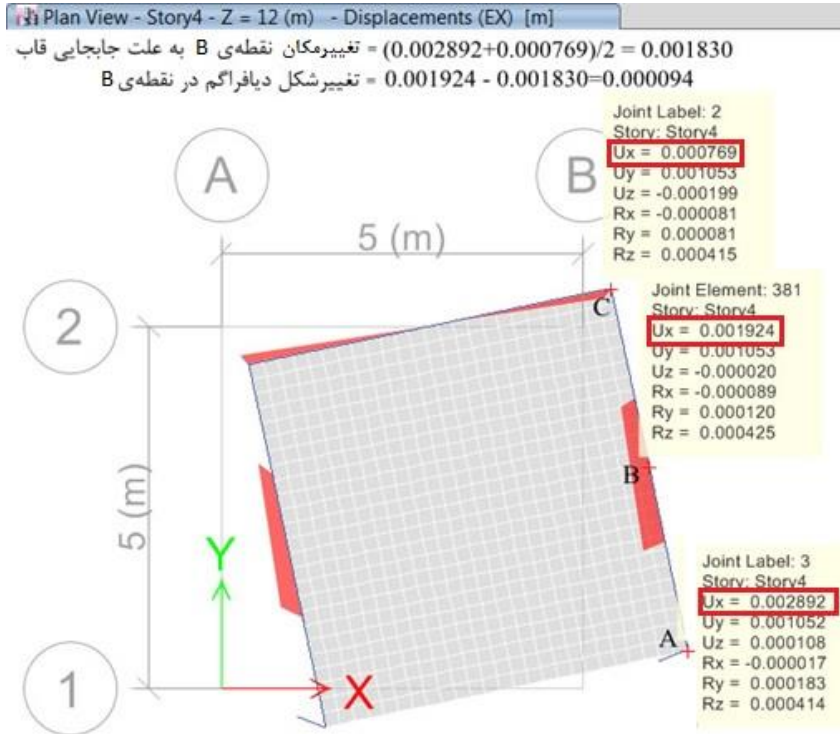 Plan View - Story4 - Z = 12 (m) - Displacements (EX) [m]
تغییرمکان نقطه‌ی B به علت جابجایی قاب = (0.002892+0.000769)/2 = 0.001830
تغییرشکل دیافراگم در نقطه‌ی B = 0.001924 - 0.001830=0.000094
Joint Label: 2
Story: Story4
Ux = 0.000769
Uy = 0.001053
Uz = -0.000199
Rx = -0.000081
Ry = 0.000081
Rz = 0.000415
A
B
5 (m)
Joint Element: 381
Story: Story4
Ux = 0.001924
Uy = 0.001053
Uz = -0.000020
Rx = -0.000089
Ry = 0.000120
Rz = 0.000425
2
C
B
5 (m)
Y
Joint Label: 3
Story: Story4
Ux = 0.002892
Uy = 0.001052
Uz = 0.000108
Rx = -0.000017
Ry = 0.000183
Rz = 0.000414
A
1
X